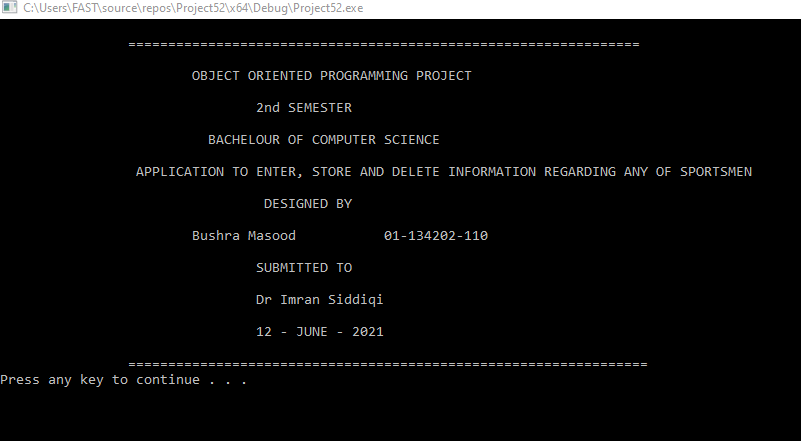 C:\Users\FAST\source\repos\Project52\x64\Debug\Project52.exe
================================================================
OBJECT ORIENTED PROGRAMMING PROJECT
2nd SEMESTER
BACHELOUR OF COMPUTER SCIENCE
APPLICATION TO ENTER, STORE AND DELETE INFORMATION REGARDING ANY OF SPORTSMEN
DESIGNED BY
Bushra Masood 01-134202-110
SUBMITTED TO
Dr Imran Siddiqi
12 - JUNE - 2021
=================================================================
Press any key to continue . . .